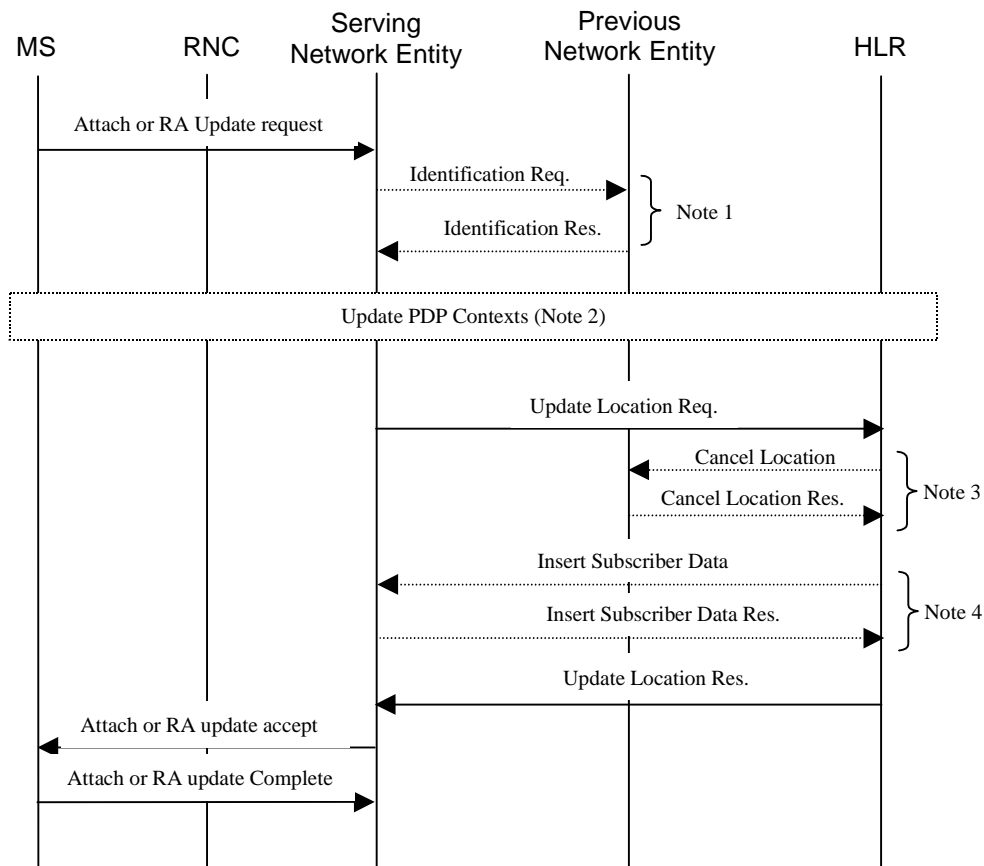 MS
RNC
Serving
Network Entity
Previous
Network Entity
HLR
Attach or RA Update request
Identification Req.
Note 1
Identification Res.
Update PDP Contexts (Note 2)
Update Location Req.
Cancel Location
Note 3
Cancel Location Res.
Insert Subscriber Data
Note 4
Insert Subscriber Data Res.
Update Location Res.
Attach or RA update accept
Attach or RA update Complete